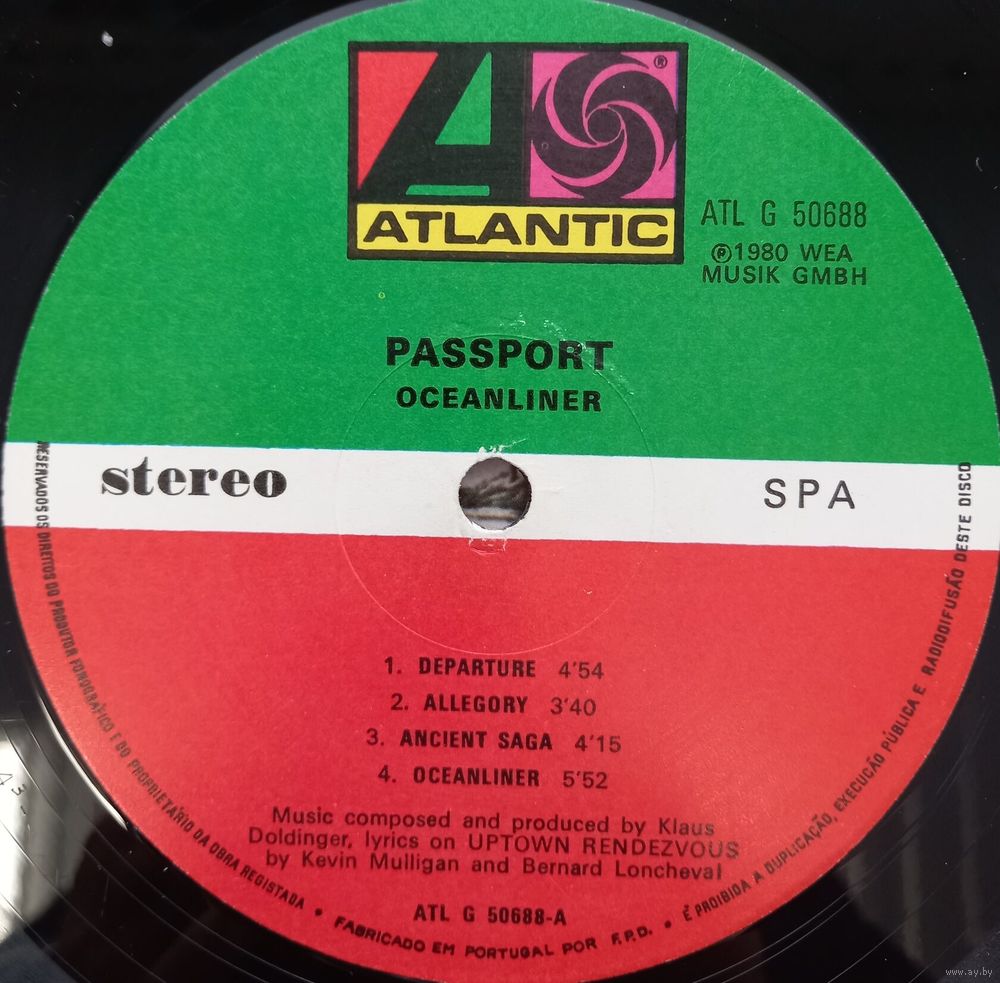 ATLANTIC
ATL G 50688
℗1980 WEA
MUSIK GMBH
PASSPORT
OCEANLINER
stereo
SPA
1. DEPARTURE 4'54
2. ALLEGORY 3'40
3. ANCIENT SAGA 4'15
4. OCEANLINER 5'52
Music composed and produced by Klaus
Doldinger, lyrics on UPTOWN RENDEZVOUS
by Kevin Mulligan and Bernard Loncheval
ATL G 50688-A
RESERVADOS OS DIREITOS DO PRODUTOR FONOGRÁFICO E DO PROPRIETÁRIO DA OBRA REGISTADA • FABRICADO EM PORTUGAL POR F.P.D. • É PROIBIDA A DUPLICAÇÃO, EXECUÇÃO PÚBLICA E RADIODIFUSÃO DESTE DISCO
www.ay.by